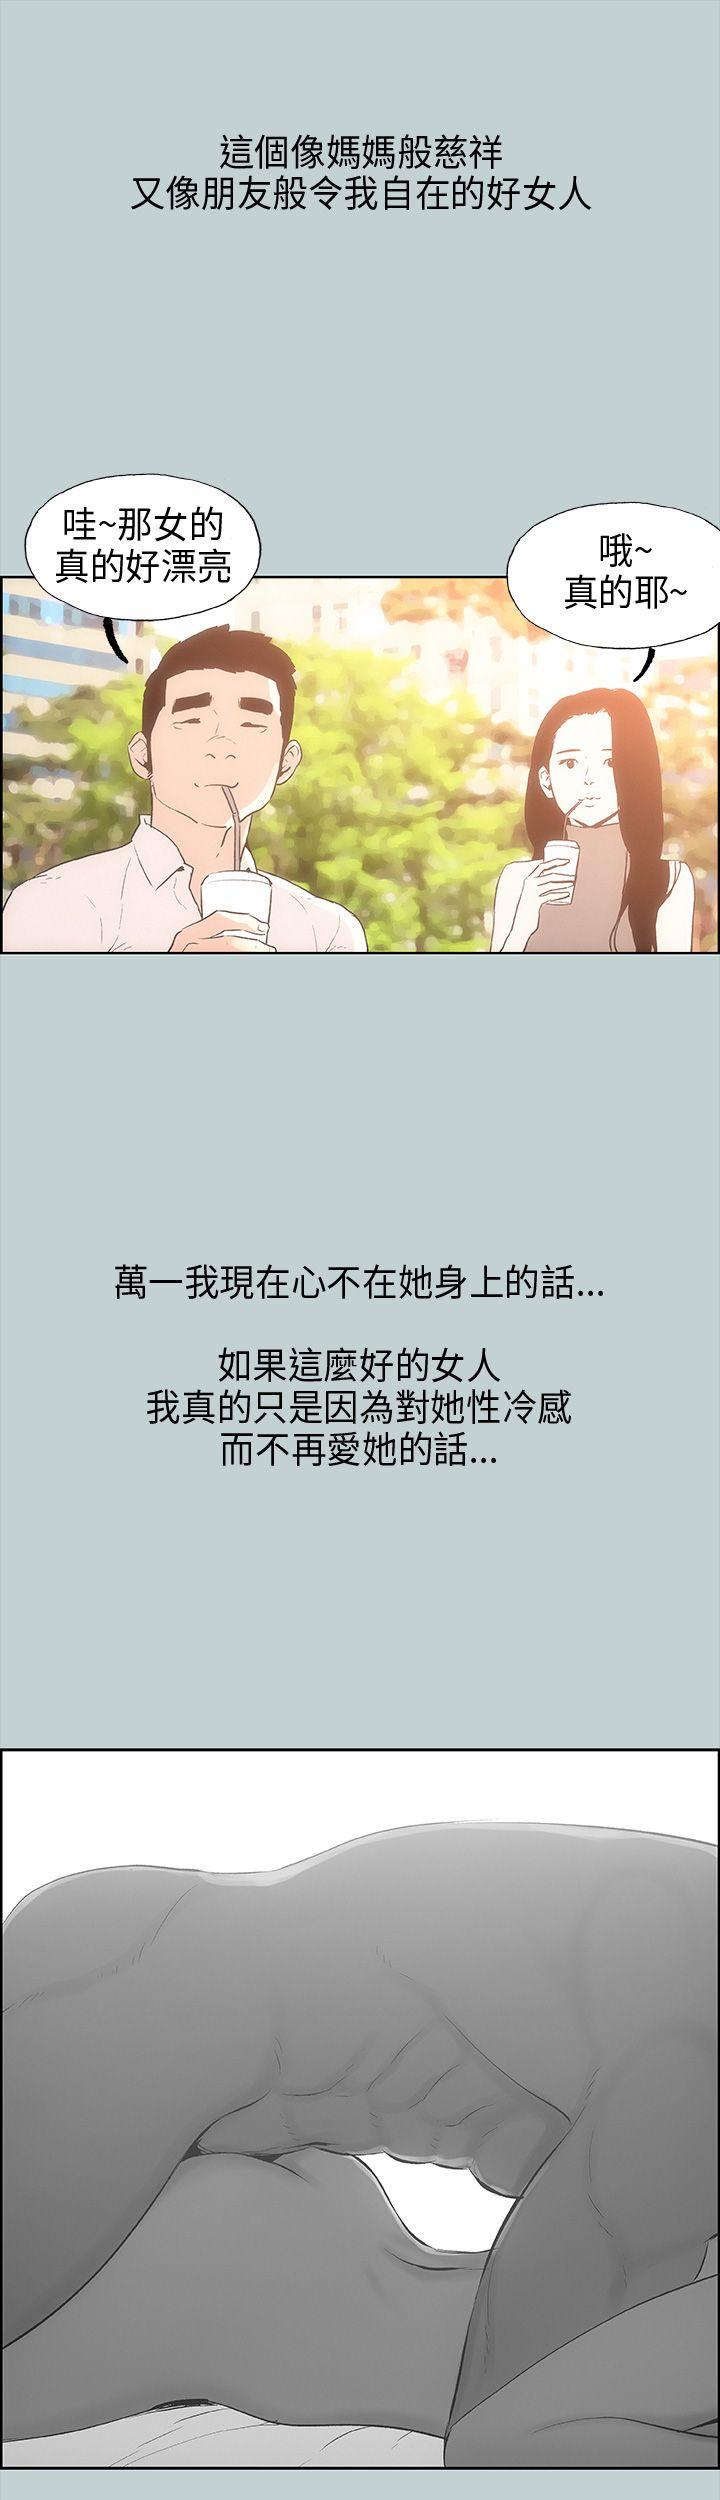 這個像媽媽般慈祥
又像朋友般令我自在的好女人
哇~那女的
真的好漂亮
哦~
真的耶~
萬一我現在心不在她身上的話...
如果這麼好的女人
我真的只是因為對她性冷感
而不再愛她的話...